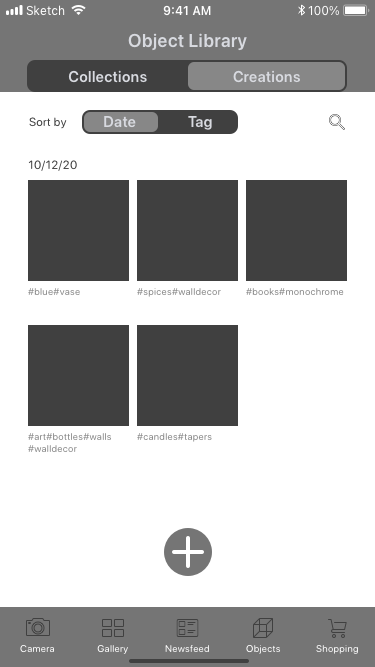 Sketch 9:41 AM 100%
Object Library
Collections Creations
Sort by Date Tag
10/12/20
#blue#vase #spices#walldecor #books#monochrome
#art#bottles#walls #candles#tapers
#walldecor
Camera Gallery Newsfeed Objects Shopping